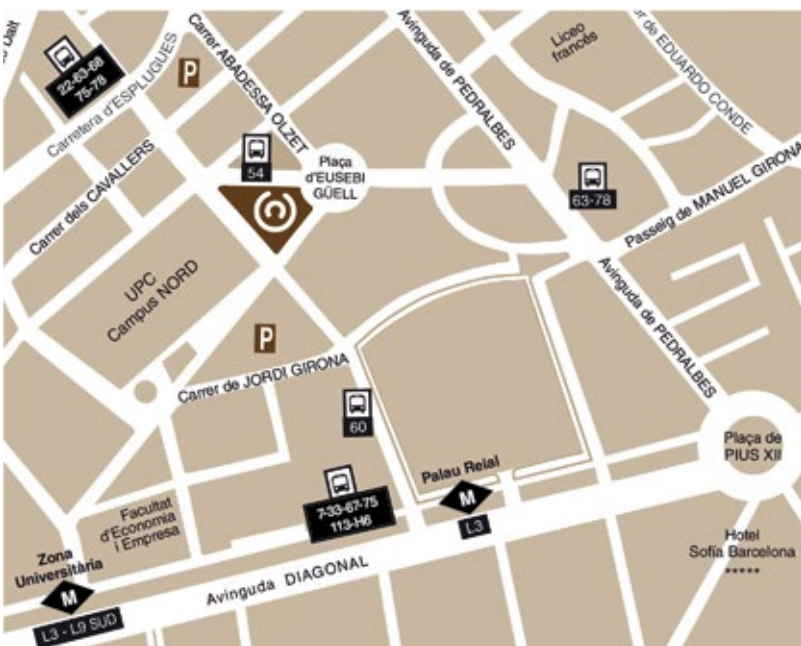 Dalt
22-63-68
75-78
P
Carretera d'ESPLUGUES
Carrer ABADESSA OLZET
Avinguda de PEDRALBES
Liceo
francés
de EDUARDO CONDE
Carrer dels CAVALLERS
54
Plaça
d'EUSEBI
GÜELL
63-78
Passeig de MANUEL GIRONA
UPC
Campus NORD
Avinguda de PEDRALBES
P
Carrer de JORDI GIRONA
60
Plaça de
PIUS XII
Palau Reial
M
L3
7-33-67-75
113-H6
Facultat
d'Economia
i Empresa
Zona
Universitària
M
L3 - L9 SUD
Avinguda DIAGONAL
Hotel
Sofía Barcelona
*****